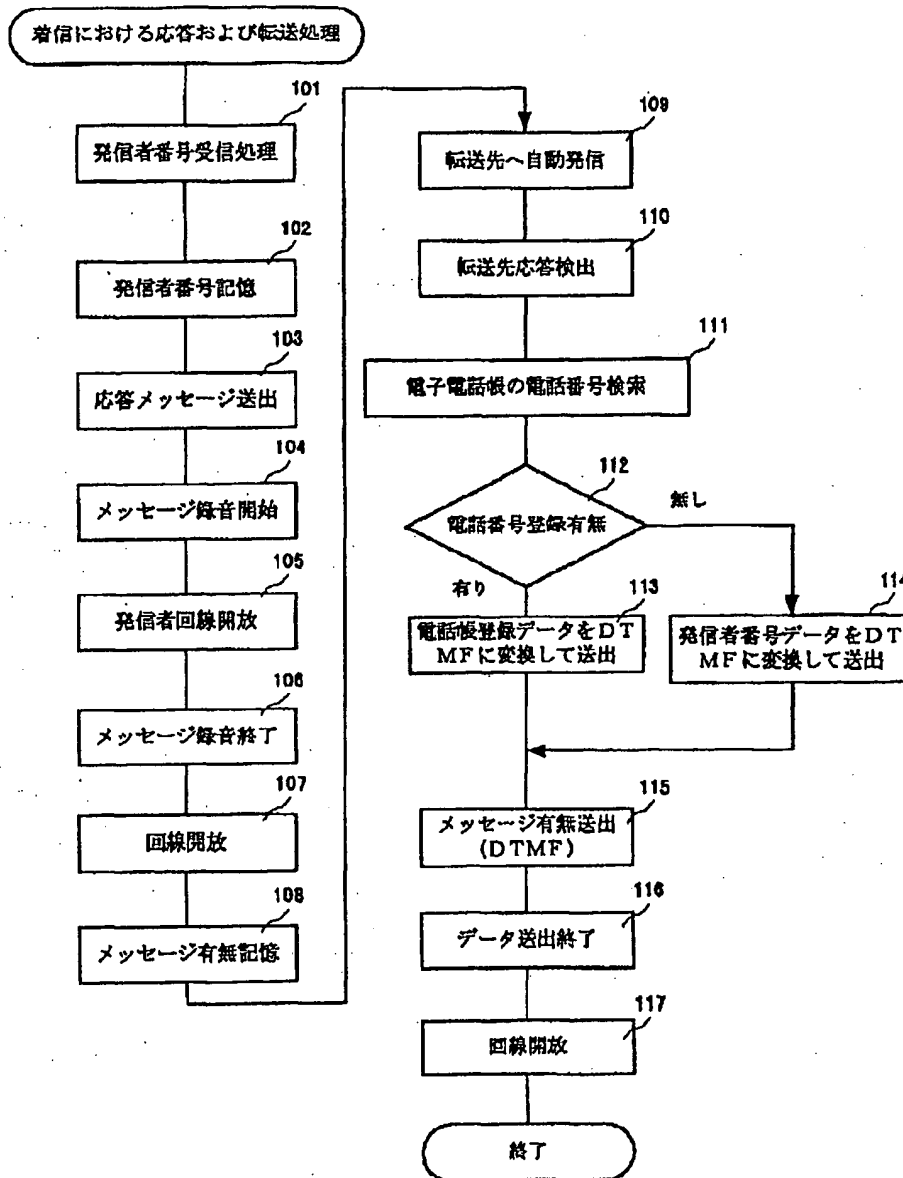 着信における応答および転送処理
101
発信者番号受信処理
102
発信者番号記憶
103
応答メッセージ送出
104
メッセージ録音開始
105
発信者回線開放
106
メッセージ録音終了
107
回線開放
108
メッセージ有無記憶
109
転送先へ自動発信
110
転送先応答検出
111
電子電話帳の電話番号検索
112
電話番号登録有無
無し
有り
113
電話帳登録データをDT
MFに変換して送出
114
発信者番号データをDT
MFに変換して送出
115
メッセージ有無送出
(DTMF)
116
データ送出終了
117
回線開放
終了